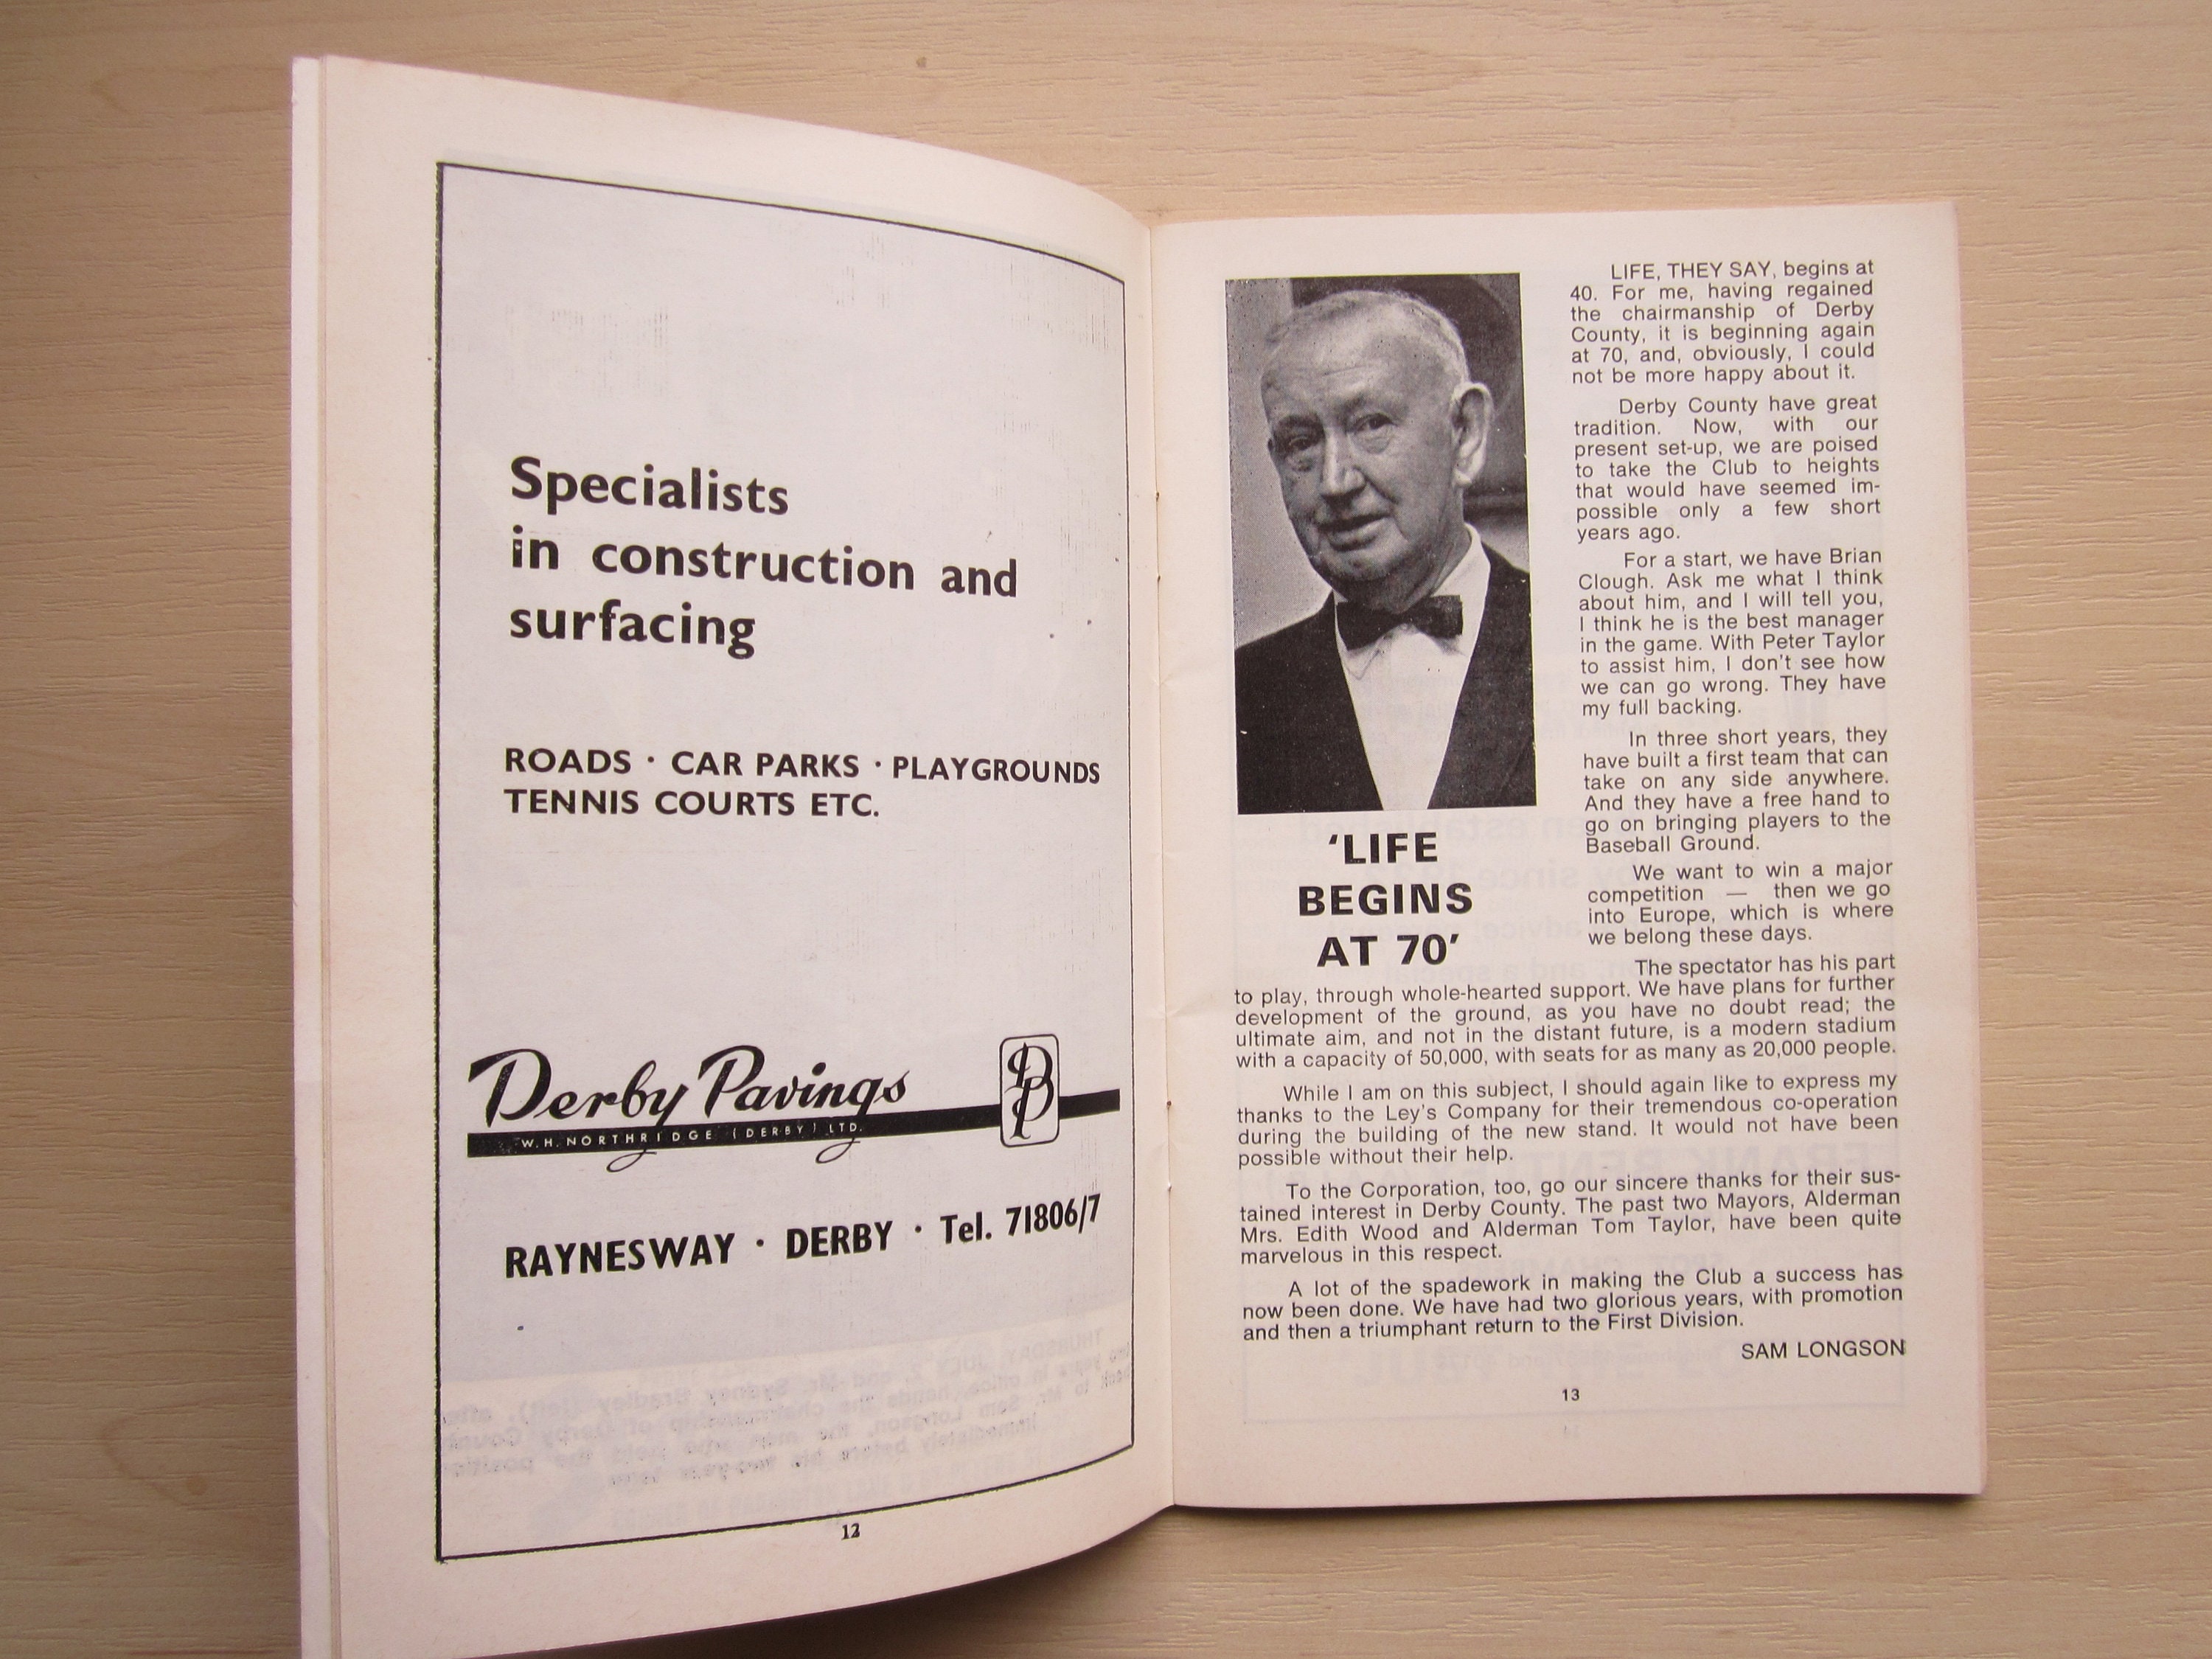 Specialists
in construction and
surfacing
ROADS · CAR PARKS · PLAYGROUNDS
TENNIS COURTS ETC.
Derby Pavings
W.H. NORTHRIDGE (DERBY) LTD.
DP
RAYNESWAY · DERBY · Tel. 71806/7
12
'LIFE
BEGINS
AT 70'
LIFE, THEY SAY, begins at
40. For me, having regained
the chairmanship of Derby
County, it is beginning again
at 70, and, obviously, I could
not be more happy about it.
Derby County have great
tradition. Now, with our
present set-up, we are poised
to take the Club to heights
that would have seemed im-
possible only a few short
years ago.
For a start, we have Brian
Clough. Ask me what I think
about him, and I will tell you,
I think he is the best manager
in the game. With Peter Taylor
to assist him, I don't see how
we can go wrong. They have
my full backing.
In three short years, they
have built a first team that can
take on any side anywhere.
And they have a free hand to
go on bringing players to the
Baseball Ground.
We want to win a major
competition — then we go
into Europe, which is where
we belong these days.
The spectator has his part
to play, through whole-hearted support. We have plans for further
development of the ground, as you have no doubt read; the
ultimate aim, and not in the distant future, is a modern stadium
with a capacity of 50,000, with seats for as many as 20,000 people.
While I am on this subject, I should again like to express my
thanks to the Ley's Company for their tremendous co-operation
during the building of the new stand. It would not have been
possible without their help.
To the Corporation, too, go our sincere thanks for their sus-
tained interest in Derby County. The past two Mayors, Alderman
Mrs. Edith Wood and Alderman Tom Taylor, have been quite
marvelous in this respect.
A lot of the spadework in making the Club a success has
now been done. We have had two glorious years, with promotion
and then a triumphant return to the First Division.
SAM LONGSON
13